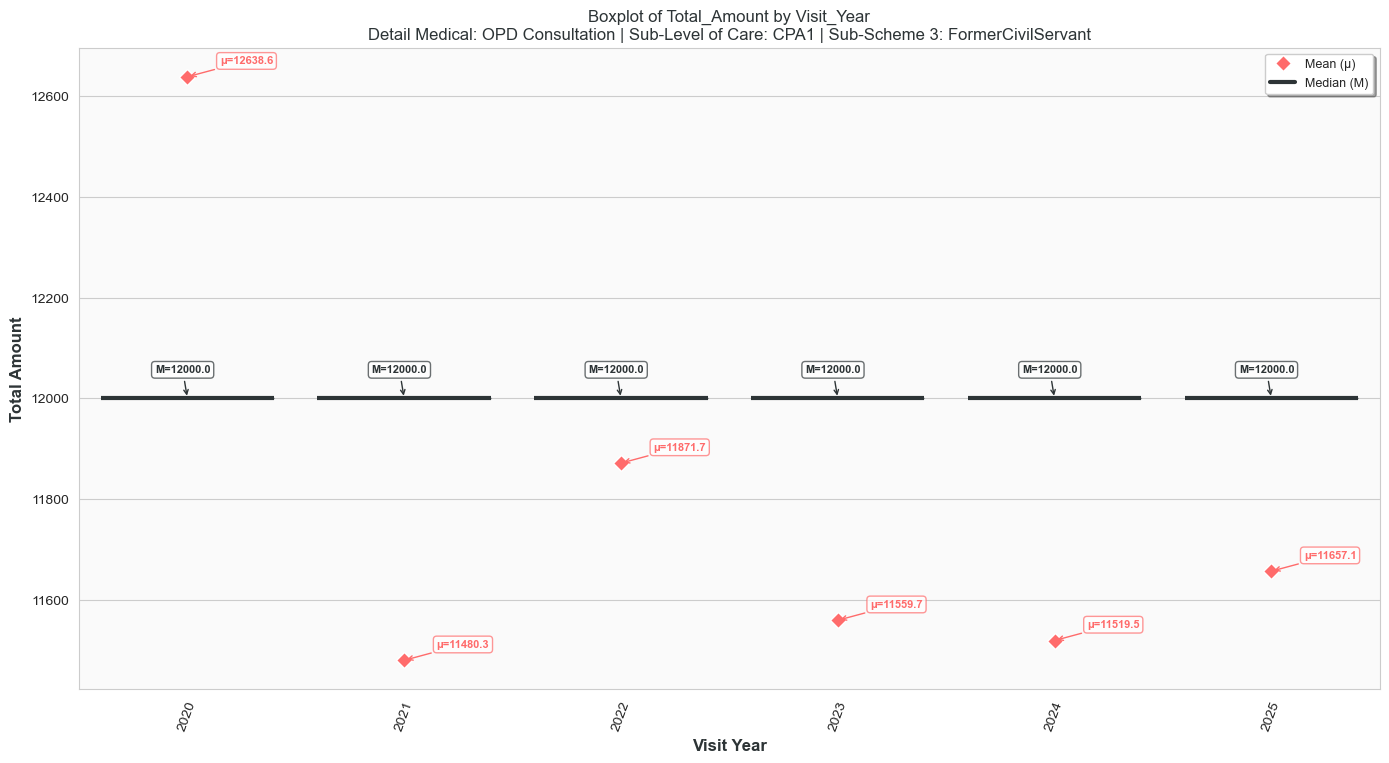 Boxplot of Total_Amount by Visit_Year
Detail Medical: OPD Consultation | Sub-Level of Care: CPA1 | Sub-Scheme 3: FormerCivilServant
Mean (μ)
Median (M)
Total Amount
12600
12400
12200
12000
11800
11600
μ=12638.6
M=12000.0
M=12000.0
M=12000.0
M=12000.0
M=12000.0
M=12000.0
μ=11871.7
μ=11657.1
μ=11559.7
μ=11519.5
μ=11480.3
2020
2021
2022
2023
2024
2025
Visit Year